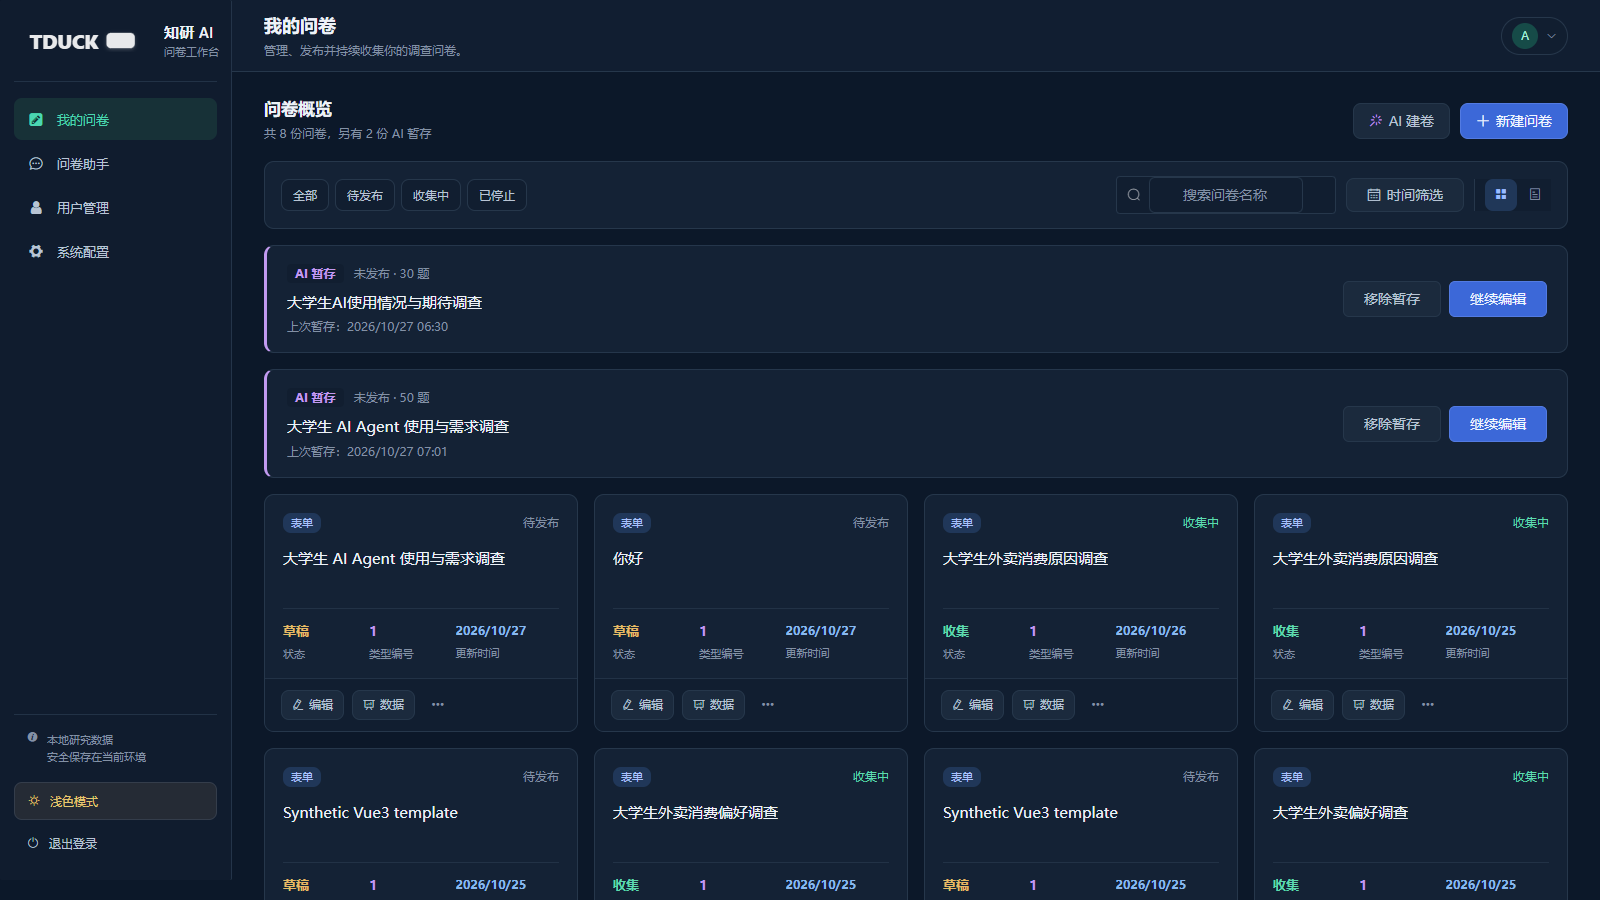 TDUCK
知研 AI
问卷工作台
我的问卷
问卷助手
用户管理
系统配置
本地研究数据
安全保存在当前环境
浅色模式
退出登录
我的问卷
管理、发布并持续收集你的调查问卷。
A
问卷概览
共 8 份问卷，另有 2 份 AI 暂存
AI 建卷
新建问卷
全部 待发布 收集中 已停止
搜索问卷名称
时间筛选
AI 暂存 未发布 · 30 题
大学生AI使用情况与期待调查
上次暂存：2026/10/27 06:30
移除暂存 继续编辑
AI 暂存 未发布 · 50 题
大学生 AI Agent 使用与需求调查
上次暂存：2026/10/27 07:01
移除暂存 继续编辑
表单 待发布
大学生 AI Agent 使用与需求调查
草稿 1 2026/10/27
状态 类型编号 更新时间
编辑 数据 ···
表单 待发布
你好
草稿 1 2026/10/27
状态 类型编号 更新时间
编辑 数据 ···
表单 收集中
大学生外卖消费原因调查
收集 1 2026/10/26
状态 类型编号 更新时间
编辑 数据 ···
表单 收集中
大学生外卖消费原因调查
收集 1 2026/10/25
状态 类型编号 更新时间
编辑 数据 ···
表单 待发布
Synthetic Vue3 template
草稿 1 2026/10/25
表单 收集中
大学生外卖消费偏好调查
收集 1 2026/10/25
表单 待发布
Synthetic Vue3 template
草稿 1 2026/10/25
表单 收集中
大学生外卖偏好调查
收集 1 2026/10/25